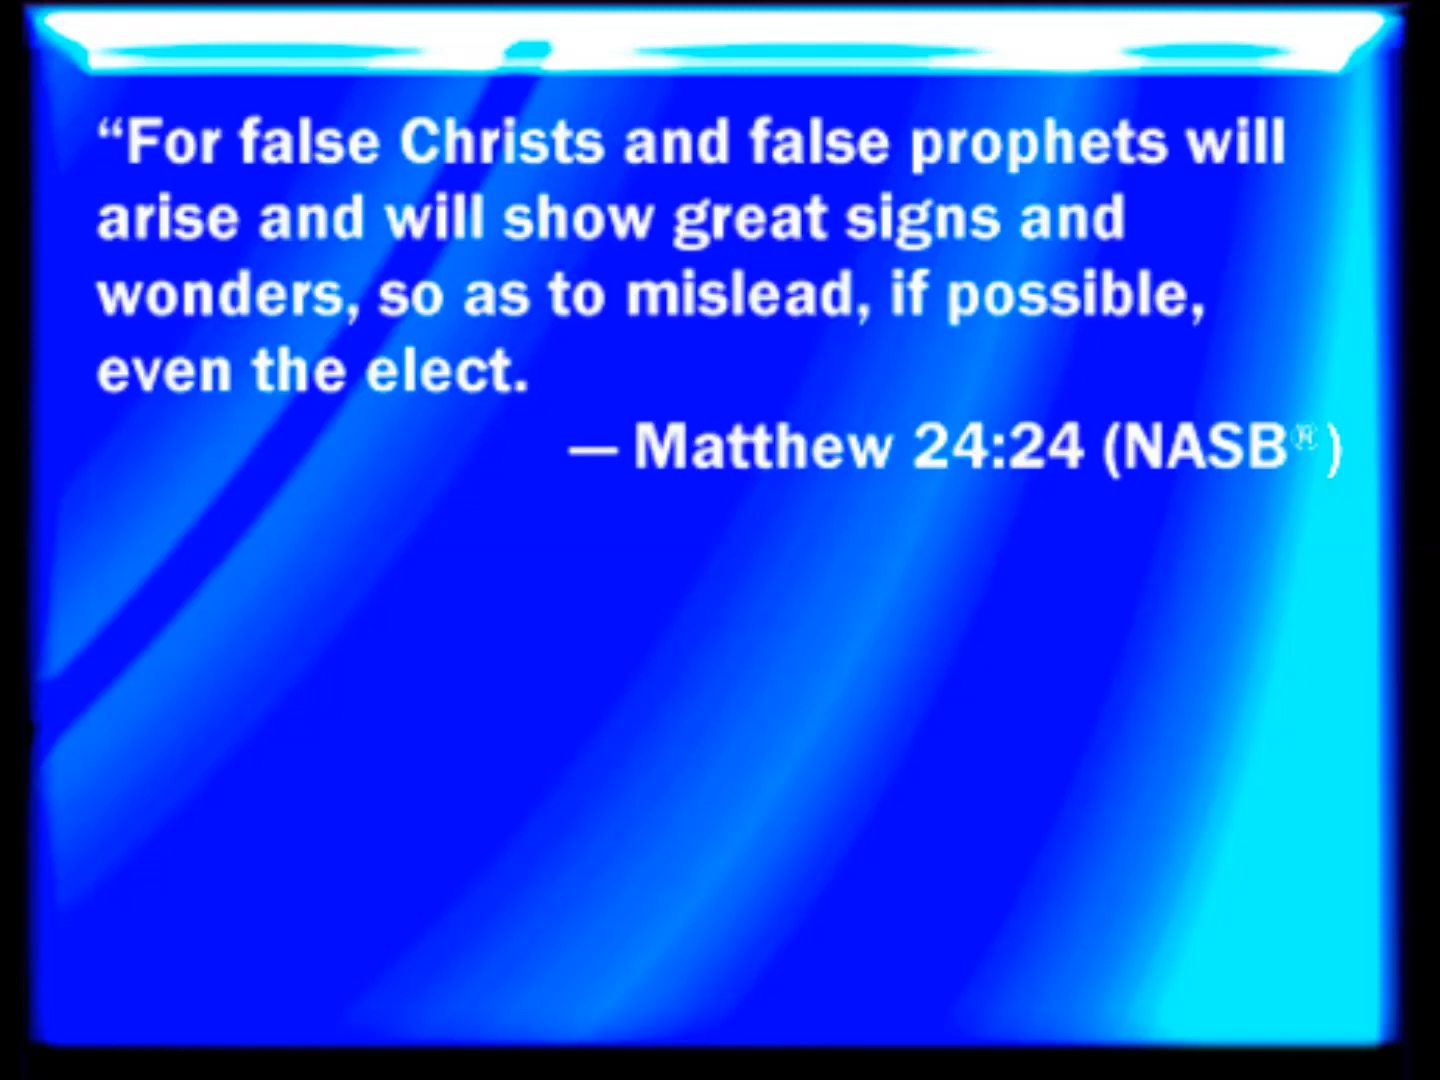 “For false Christs and false prophets will
arise and will show great signs and
wonders, so as to mislead, if possible,
even the elect.
— Matthew 24:24 (NASB®)